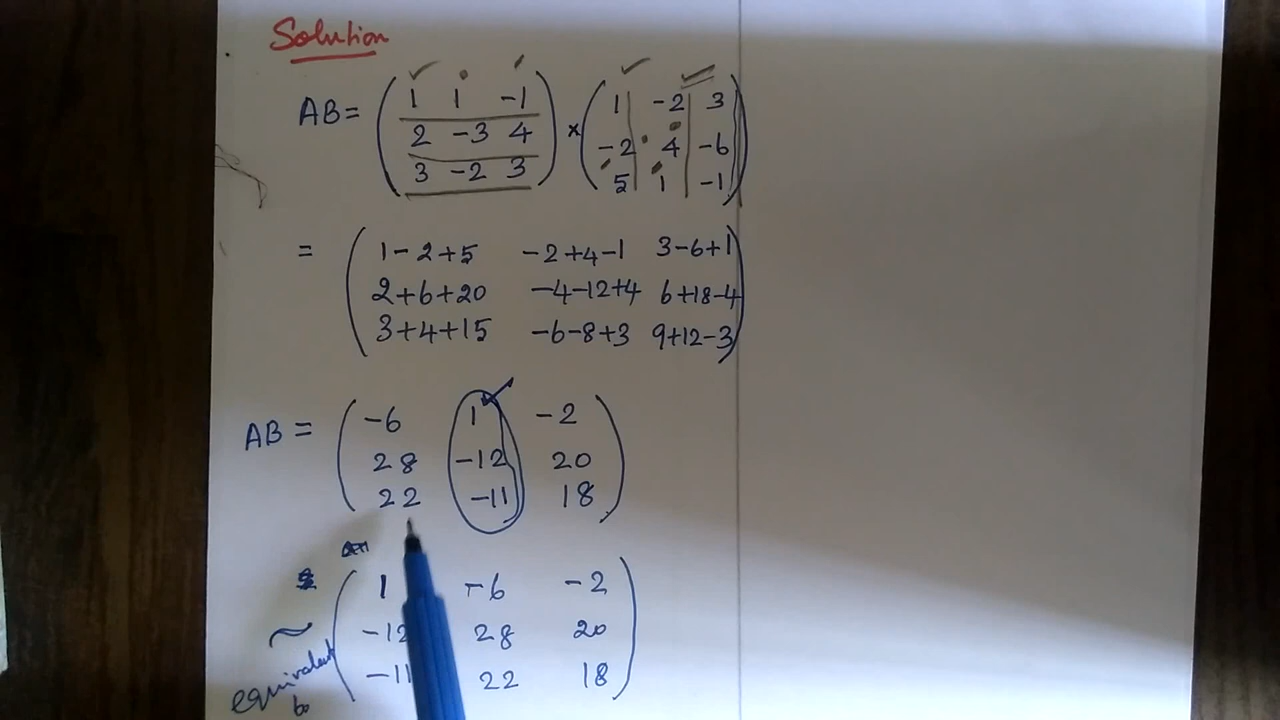 Solution
AB = ( 1 1 -1 ) × ( 1 -2 3 )
2 -3 4 -2 4 -6
3 -2 3 5 1 -1
= ( 1-2+5 -2+4-1 3-6+1 )
2+6+20 -4-12+4 6+18-4
3+4+15 -6-8+3 9+12-3
AB = ( -6 1 -2 )
28 -12 20
22 -11 18
~ ( 1 -6 -2 )
-12 28 20
equivalent
to
-11 22 18